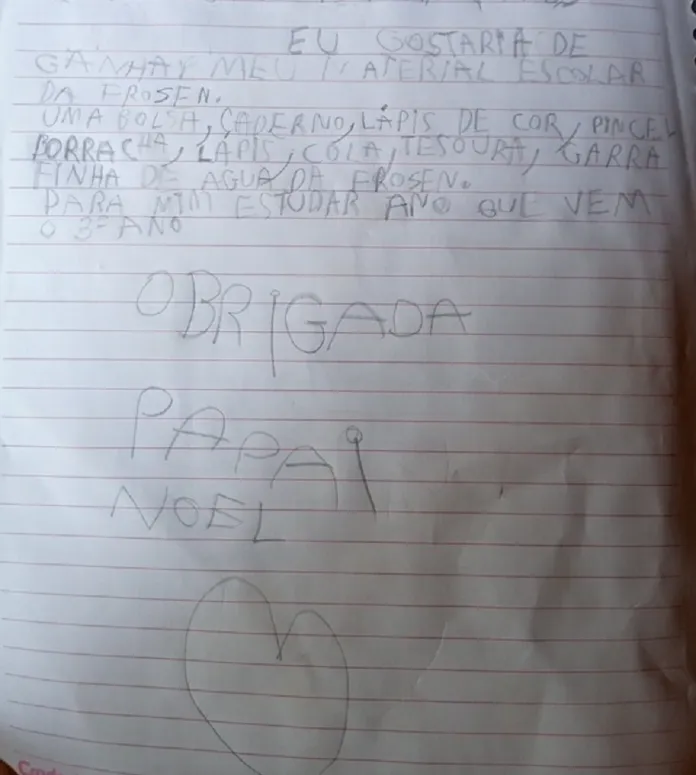 EU GOSTARIA DE
GANHAR MEU MATERIAL ESCOLAR
DA FROSEN.
UMA BOLSA, CADERNO, LÁPIS DE COR, PINCEL
BORRACHA, LÁPIS, COLA, TESOURA, GARRA
FINHA DE AGUA DA FROSEN.
PARA MIM ESTUDAR ANO QUE VEM
O 3º ANO
OBRIGADA
PAPAI
NOEL